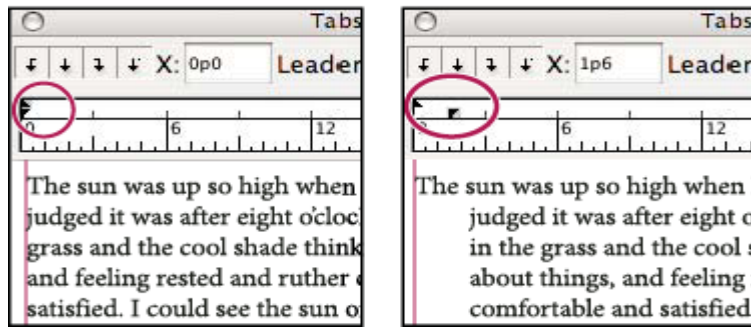 Tabs
X: 0p0 Leader
0 6 12
The sun was up so high when
judged it was after eight o'cloc
grass and the cool shade think
and feeling rested and ruther
satisfied. I could see the sun o
Tabs
X: 1p6 Leader
6 12
The sun was up so high when
judged it was after eight o
in the grass and the cool s
about things, and feeling
comfortable and satisfied